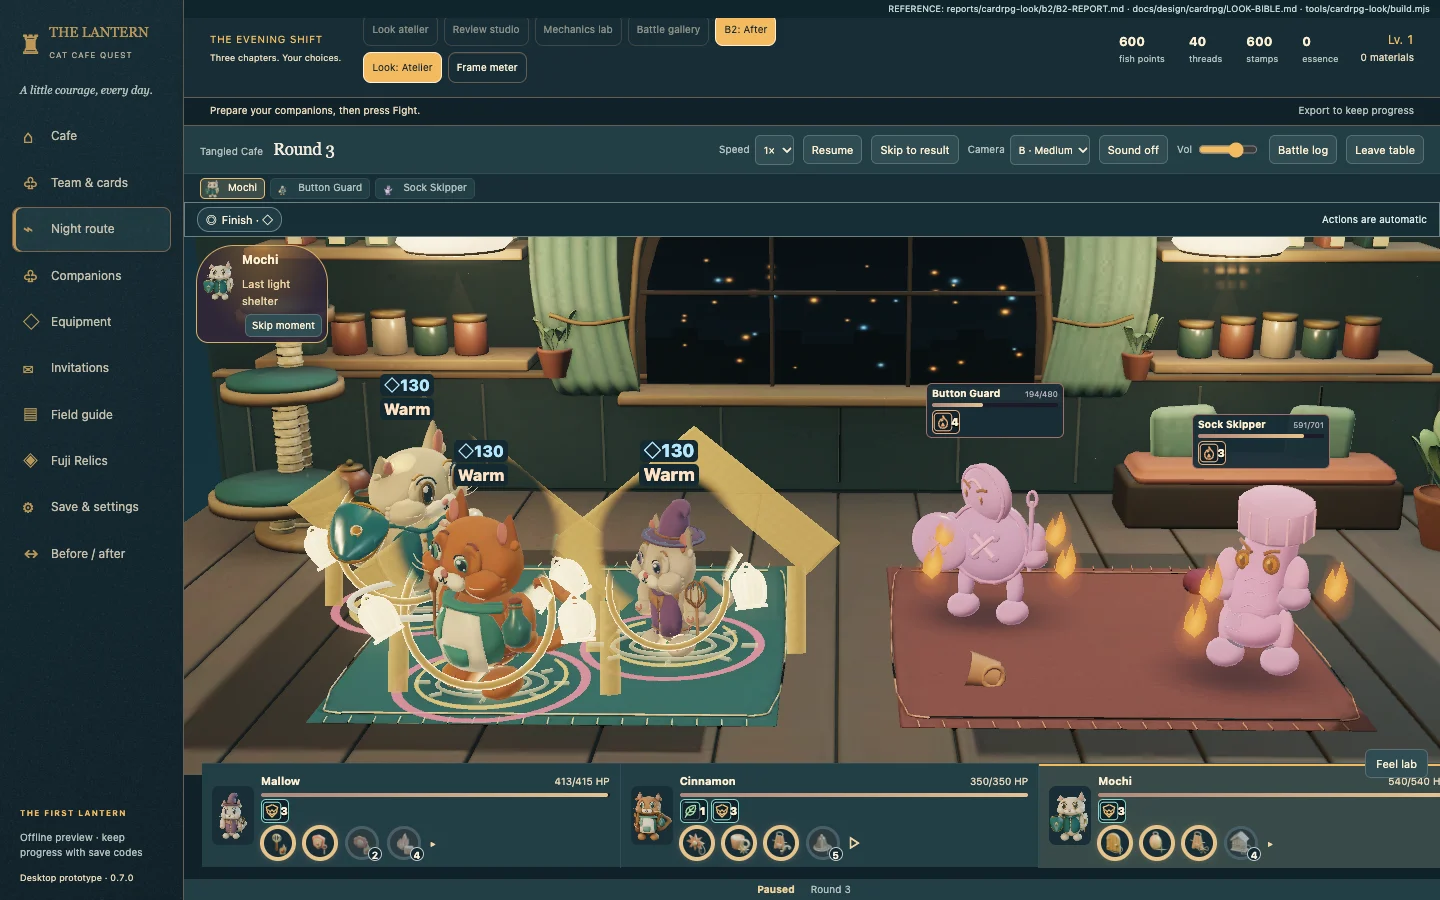 REFERENCE: reports/cardrpg-look/b2/B2-REPORT.md · docs/design/cardrpg/LOOK-BIBLE.md · tools/cardrpg-look/build.mjs
THE LANTERN
CAT CAFE QUEST
A little courage, every day.
Cafe
Team & cards
Night route
Companions
Equipment
Invitations
Field guide
Fuji Relics
Save & settings
Before / after
THE FIRST LANTERN
Offline preview · keep
progress with save codes
Desktop prototype · 0.7.0
THE EVENING SHIFT
Three chapters. Your choices.
Look atelier
Review studio
Mechanics lab
Battle gallery
B2: After
Look: Atelier
Frame meter
600
fish points
40
threads
600
stamps
0
essence
Lv. 1
0 materials
Prepare your companions, then press Fight.
Export to keep progress
Tangled Cafe
Round 3
Speed
1x
Resume
Skip to result
Camera
B · Medium
Sound off
Vol
Battle log
Leave table
Mochi
Button Guard
Sock Skipper
Finish ·
Actions are automatic
Mochi
Last light
shelter
Skip moment
130
Warm
130
Warm
130
Warm
Button Guard
194/480
4
Sock Skipper
591/701
3
Feel lab
Mallow
413/415 HP
3
2
4
Cinnamon
350/350 HP
1
3
5
Mochi
540/540 H
3
4
Paused
Round 3